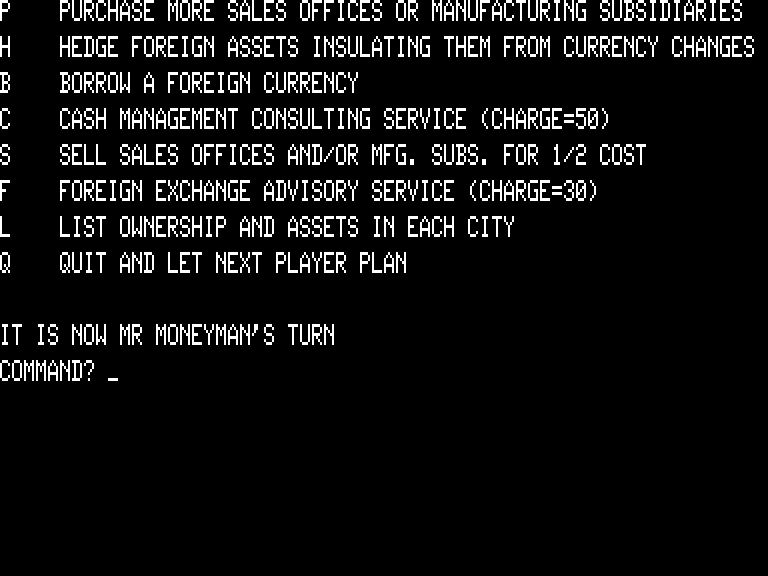 P PURCHASE MORE SALES OFFICES OR MANUFACTURING SUBSIDIARIES
H HEDGE FOREIGN ASSETS INSULATING THEM FROM CURRENCY CHANGES
B BORROW A FOREIGN CURRENCY
C CASH MANAGEMENT CONSULTING SERVICE (CHARGE=50)
S SELL SALES OFFICES AND/OR MFG. SUBS. FOR 1/2 COST
F FOREIGN EXCHANGE ADVISORY SERVICE (CHARGE=30)
L LIST OWNERSHIP AND ASSETS IN EACH CITY
Q QUIT AND LET NEXT PLAYER PLAN
IT IS NOW MR MONEYMAN'S TURN
COMMAND? _